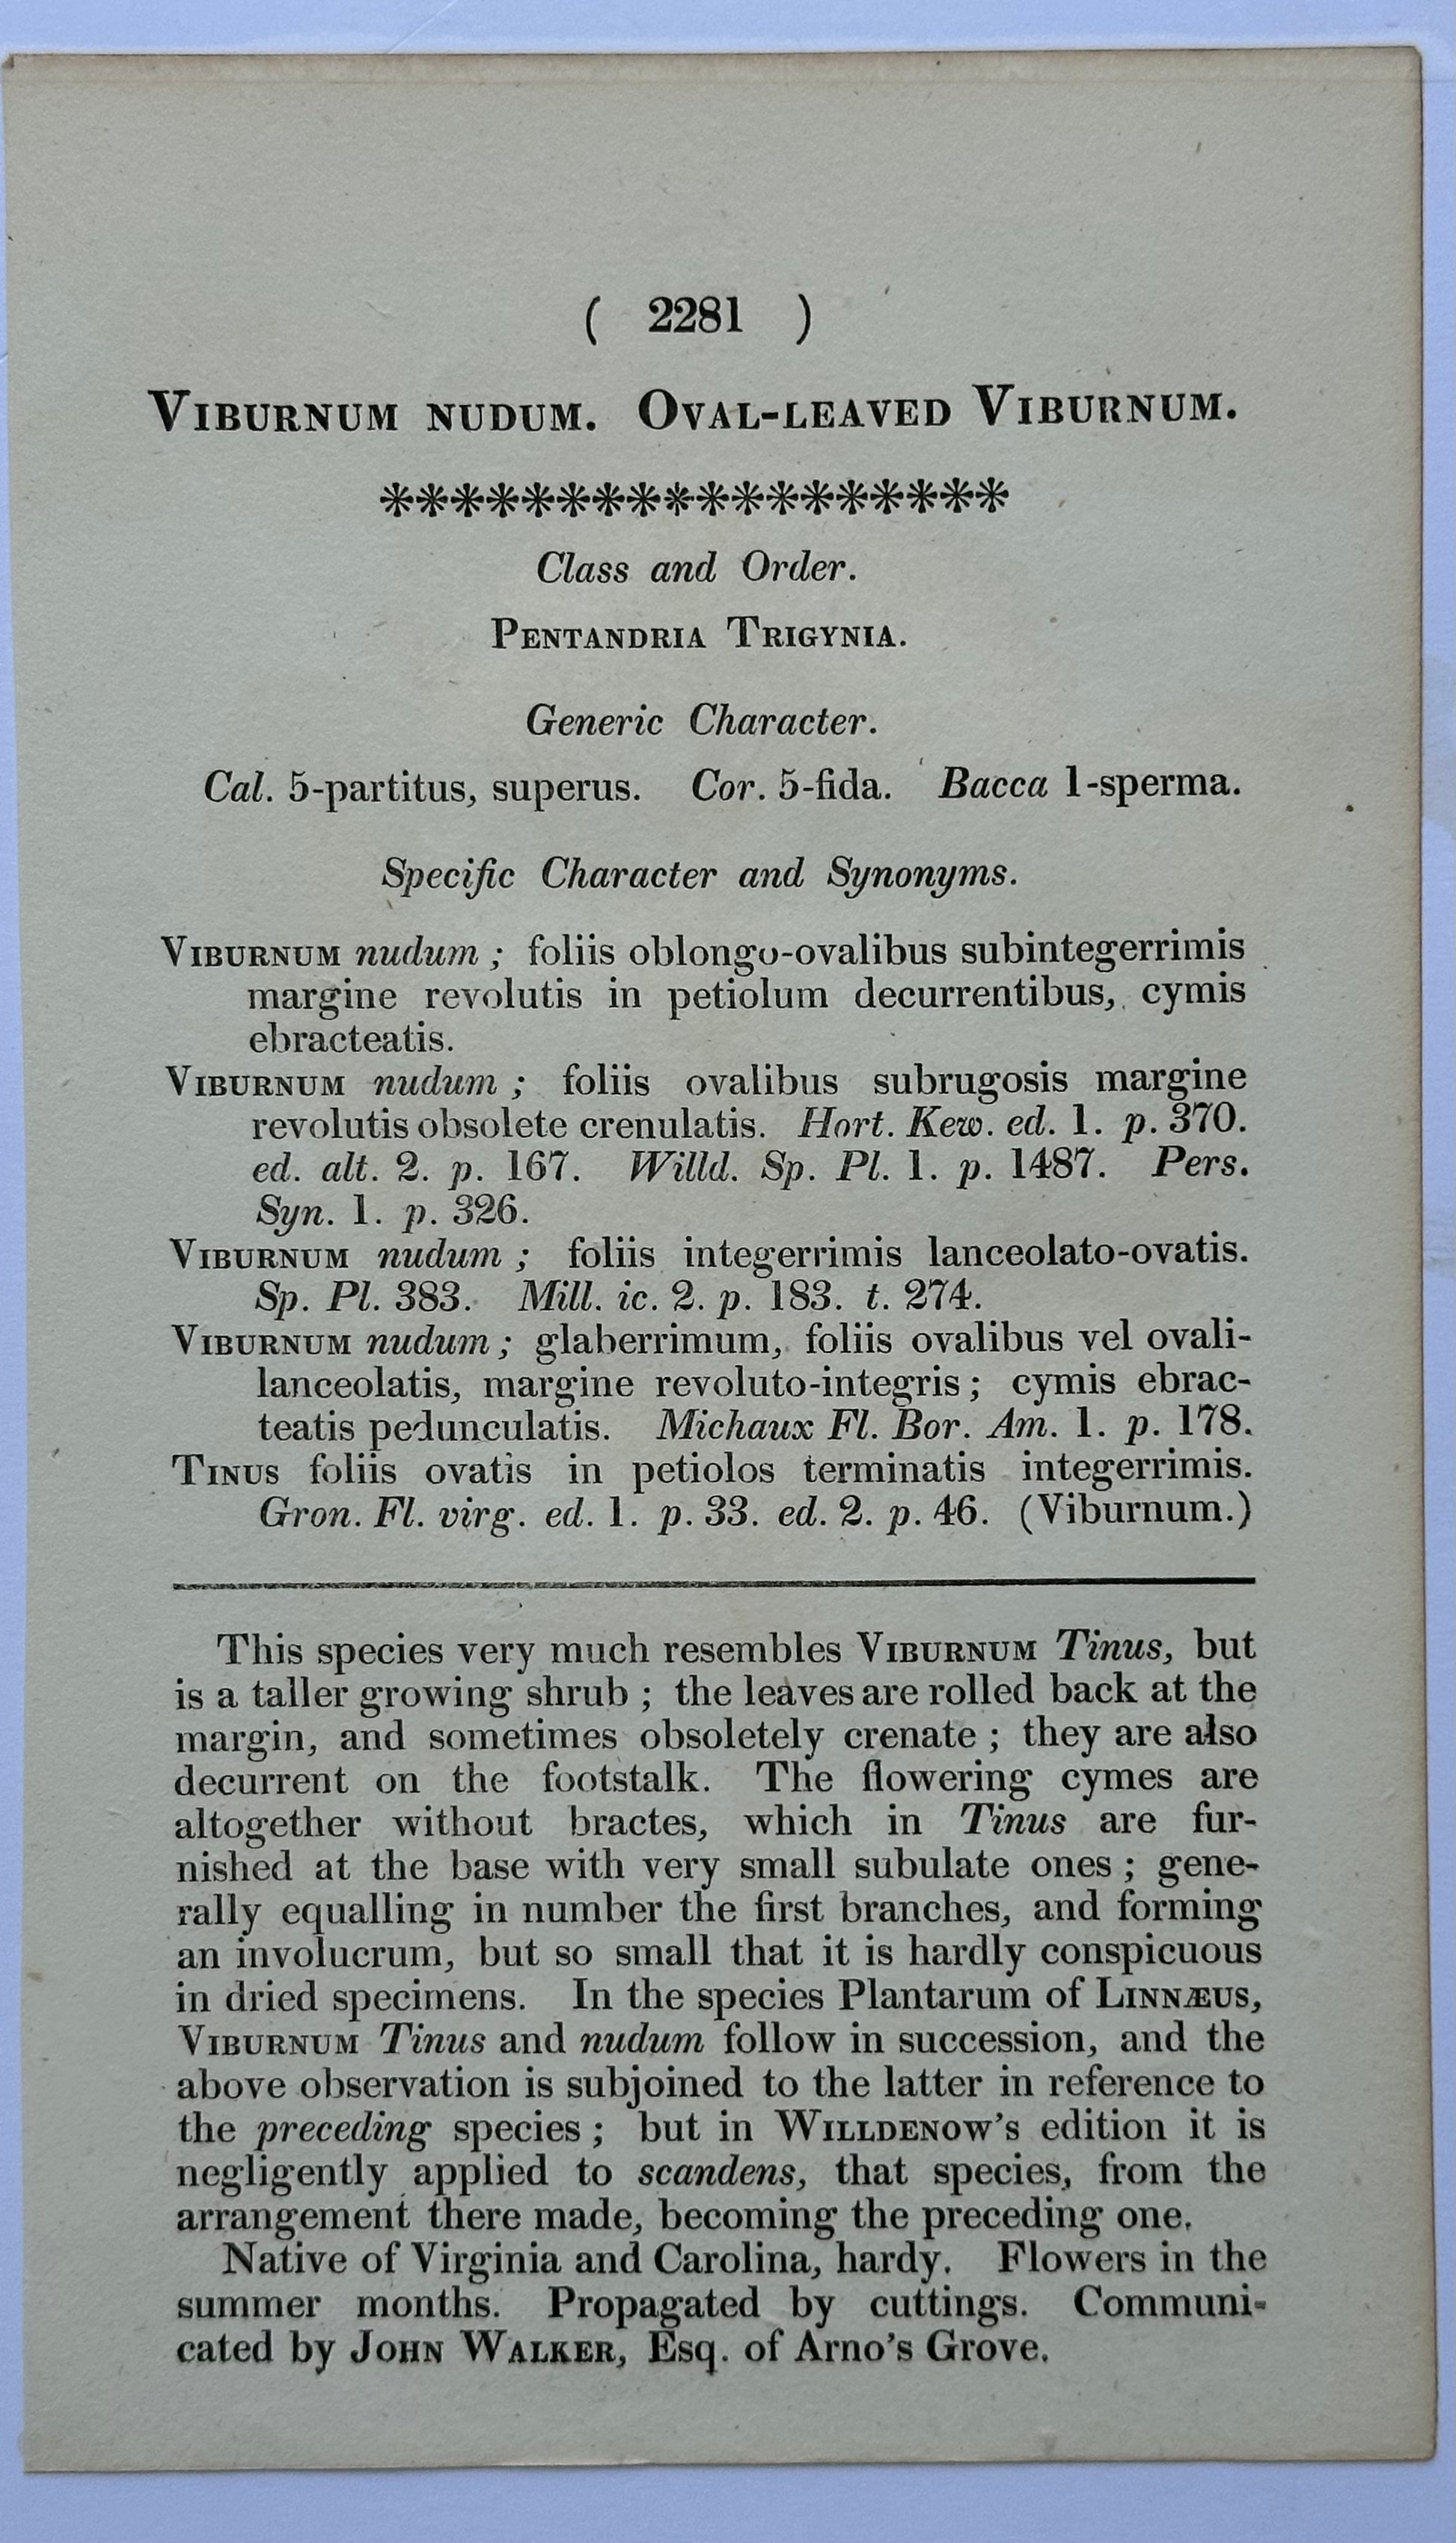 ( 2281 )
VIBURNUM NUDUM. OVAL-LEAVED VIBURNUM.
******************
Class and Order.
PENTANDRIA TRIGYNIA.
Generic Character.
Cal. 5-partitus, superus. Cor. 5-fida. Bacca 1-sperma.
Specific Character and Synonyms.
VIBURNUM nudum; foliis oblongo-ovalibus subintegerrimis
margine revolutis in petiolum decurrentibus, cymis
ebracteatis.
VIBURNUM nudum; foliis ovalibus subrugosis margine
revolutis obsolete crenulatis. Hort. Kew. ed. 1. p. 370.
ed. alt. 2. p. 167. Willd. Sp. Pl. 1. p. 1487. Pers.
Syn. 1. p. 326.
VIBURNUM nudum; foliis integerrimis lanceolato-ovatis.
Sp. Pl. 383. Mill. ic. 2. p. 183. t. 274.
VIBURNUM nudum; glaberrimum, foliis ovalibus vel ovali-
lanceolatis, margine revoluto-integris; cymis ebrac-
teatis pedunculatis. Michaux Fl. Bor. Am. 1. p. 178.
TINUS foliis ovatis in petiolos terminatis integerrimis.
Gron. Fl. virg. ed. 1. p. 33. ed. 2. p. 46. (Viburnum.)
This species very much resembles VIBURNUM Tinus, but
is a taller growing shrub; the leaves are rolled back at the
margin, and sometimes obsoletely crenate; they are also
decurrent on the footstalk. The flowering cymes are
altogether without bractes, which in Tinus are fur-
nished at the base with very small subulate ones; gene-
rally equalling in number the first branches, and forming
an involucrum, but so small that it is hardly conspicuous
in dried specimens. In the species Plantarum of LINNÆUS,
VIBURNUM Tinus and nudum follow in succession, and the
above observation is subjoined to the latter in reference to
the preceding species; but in WILLDENOW'S edition it is
negligently applied to scandens, that species, from the
arrangement there made, becoming the preceding one.
Native of Virginia and Carolina, hardy. Flowers in the
summer months. Propagated by cuttings. Communi-
cated by JOHN WALKER, Esq. of Arno's Grove.